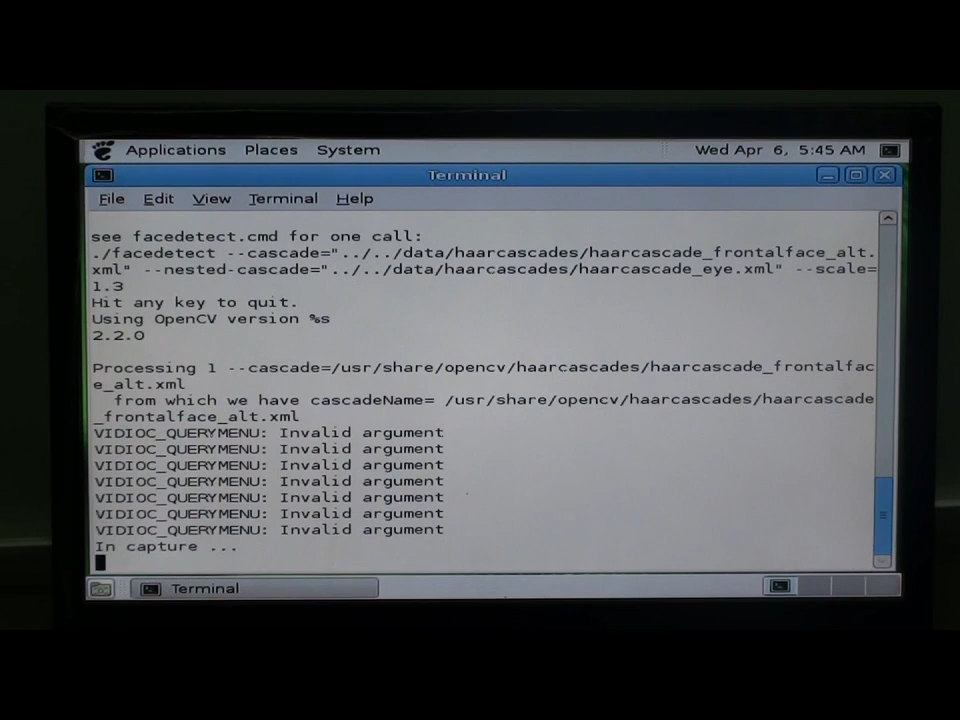 Applications Places System Wed Apr 6, 5:45 AM
Terminal
File Edit View Terminal Help
see facedetect.cmd for one call:
./facedetect --cascade="../../data/haarcascades/haarcascade_frontalface_alt.
xml" --nested-cascade="../../data/haarcascades/haarcascade_eye.xml" --scale=
1.3
Hit any key to quit.
Using OpenCV version %s
2.2.0
Processing 1 --cascade=/usr/share/opencv/haarcascades/haarcascade_frontalfac
e_alt.xml
from which we have cascadeName= /usr/share/opencv/haarcascades/haarcascade
_frontalface_alt.xml
VIDIOC_QUERYMENU: Invalid argument
VIDIOC_QUERYMENU: Invalid argument
VIDIOC_QUERYMENU: Invalid argument
VIDIOC_QUERYMENU: Invalid argument
VIDIOC_QUERYMENU: Invalid argument
VIDIOC_QUERYMENU: Invalid argument
VIDIOC_QUERYMENU: Invalid argument
In capture ...
Terminal